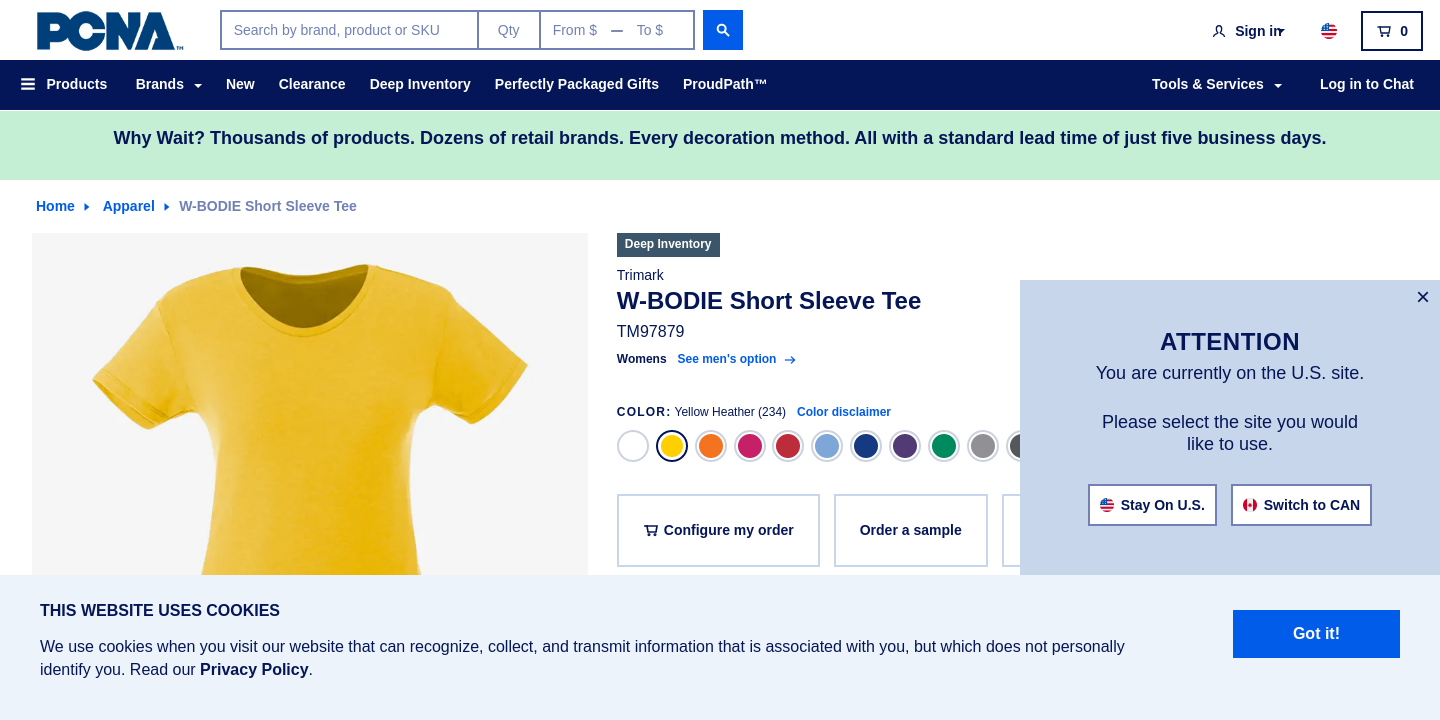 PCNA™
Search by brand, product or SKU
Qty
From $ — To $
Sign in
0
Products
Brands
New
Clearance
Deep Inventory
Perfectly Packaged Gifts
ProudPath™
Tools & Services
Log in to Chat
Why Wait? Thousands of products. Dozens of retail brands. Every decoration method. All with a standard lead time of just five business days.
Home
Apparel
W-BODIE Short Sleeve Tee
Deep Inventory
Trimark
W-BODIE Short Sleeve Tee
TM97879
Womens See men's option
COLOR: Yellow Heather (234) Color disclaimer
Configure my order
Order a sample
×
ATTENTION
You are currently on the U.S. site.
Please select the site you would
like to use.
Stay On U.S.
Switch to CAN
THIS WEBSITE USES COOKIES
We use cookies when you visit our website that can recognize, collect, and transmit information that is associated with you, but which does not personally
identify you. Read our Privacy Policy.
Got it!